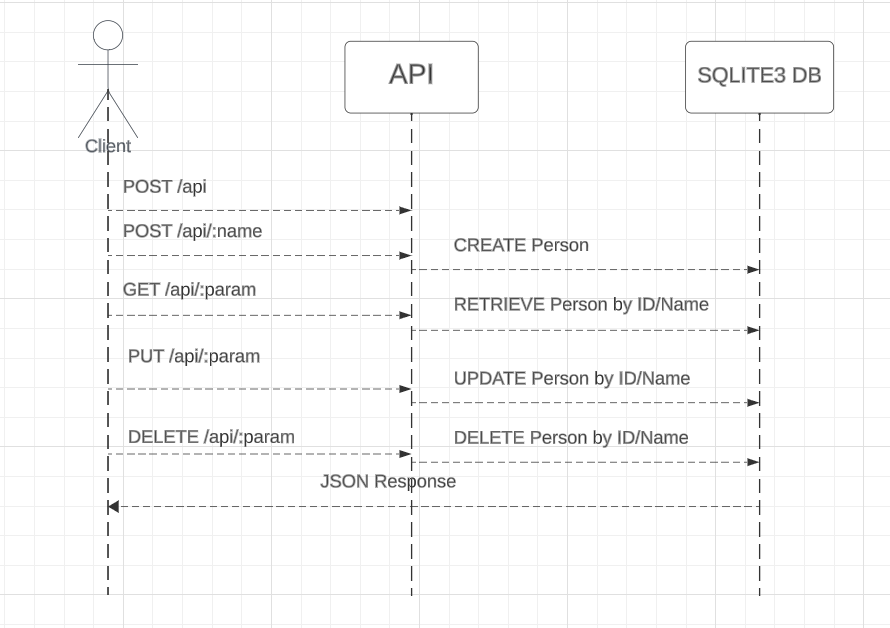 API
SQLITE3 DB
Client
POST /api
POST /api/:name
CREATE Person
GET /api/:param
RETRIEVE Person by ID/Name
PUT /api/:param
UPDATE Person by ID/Name
DELETE /api/:param
DELETE Person by ID/Name
JSON Response